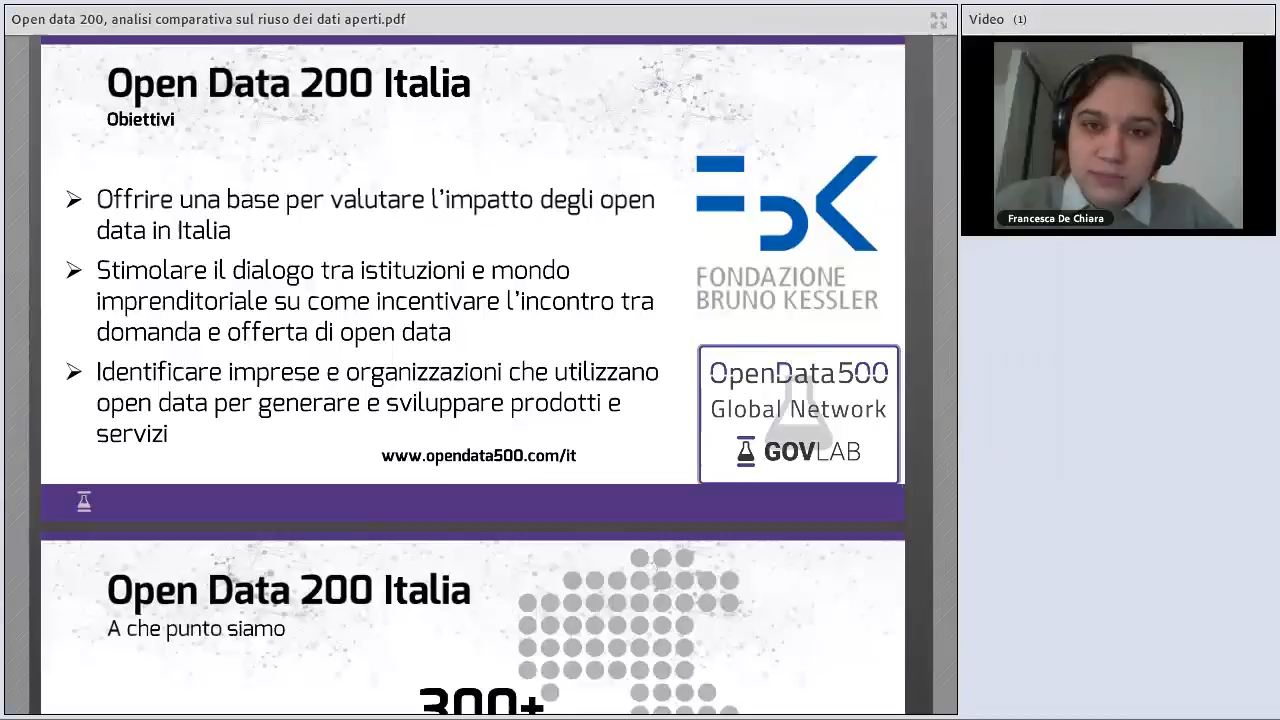 Open data 200, analisi comparativa sul riuso dei dati aperti.pdf
Video (1)
Francesca De Chiara
Open Data 200 Italia
Obiettivi
Offrire una base per valutare l'impatto degli open
data in Italia
Stimolare il dialogo tra istituzioni e mondo
imprenditoriale su come incentivare l'incontro tra
domanda e offerta di open data
Identificare imprese e organizzazioni che utilizzano
open data per generare e sviluppare prodotti e
servizi
www.opendata500.com/it
FBK
FONDAZIONE
BRUNO KESSLER
OpenData500
Global Network
GOVLAB
Open Data 200 Italia
A che punto siamo
300+